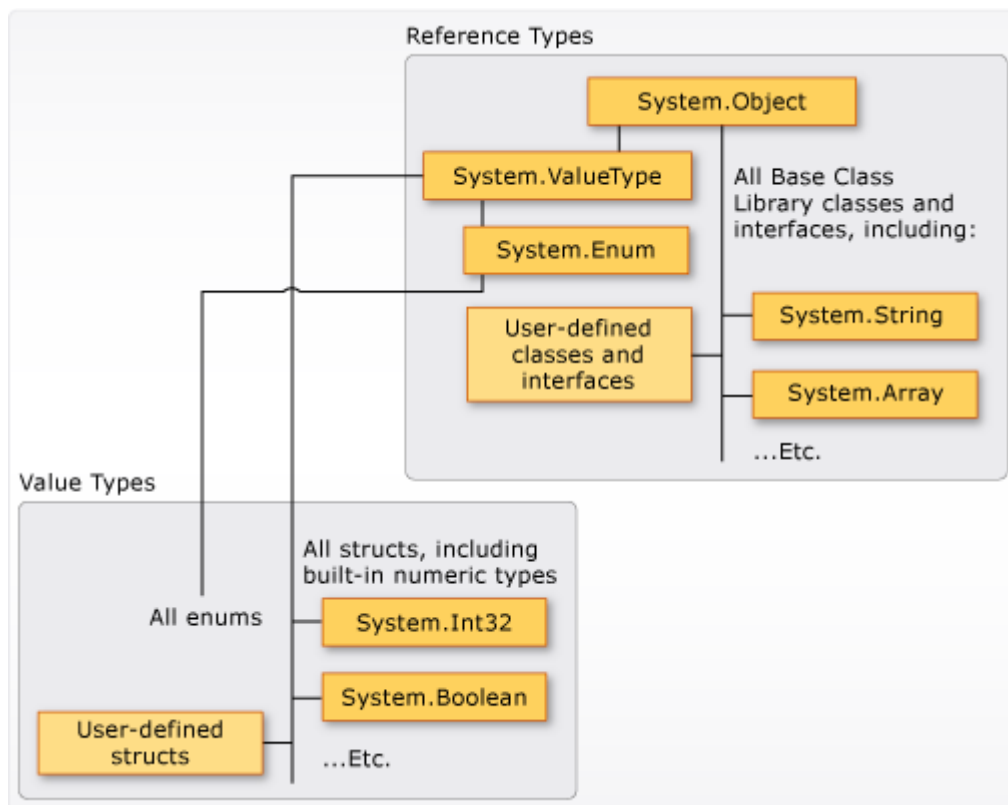 Reference Types
System.Object
System.ValueType
All Base Class
Library classes and
interfaces, including:
System.Enum
User-defined
classes and
interfaces
System.String
System.Array
...Etc.
Value Types
All structs, including
built-in numeric types
All enums
System.Int32
System.Boolean
User-defined
structs
...Etc.